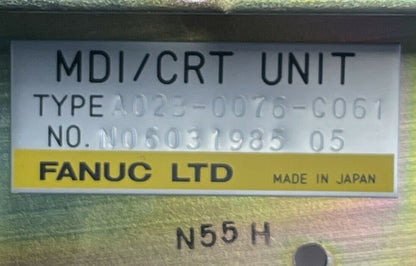 MDI/CRT UNIT
TYPE A02B-0076-C061
NO. N06031985 05
FANUC LTD MADE IN JAPAN
N55H